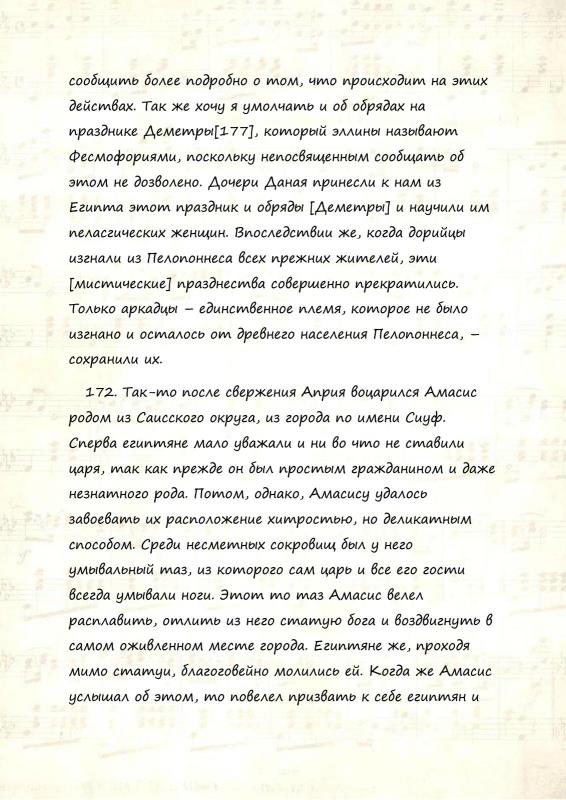 сообщить более подробно о том, что происходит на этих
действах. Так же хочу я умолчать и об обрядах на
празднике Деметры[177], который эллины называют
Фесмофориями, поскольку непосвященным сообщать об
этом не дозволено. Дочери Даная принесли к нам из
Египта этот праздник и обряды [Деметры] и научили им
пеласгических женщин. Впоследствии же, когда дорийцы
изгнали из Пелопоннеса всех прежних жителей, эти
[мистические] празднества совершенно прекратились.
Только аркадцы – единственное племя, которое не было
изгнано и осталось от древнего населения Пелопоннеса, –
сохранили их.
172. Так-то после свержения Априя воцарился Амасис
родом из Саисского округа, из города по имени Сиуф.
Сперва египтяне мало уважали и ни во что не ставили
царя, так как прежде он был простым гражданином и даже
незнатного рода. Потом, однако, Амасису удалось
завоевать их расположение хитростью, но деликатным
способом. Среди несметных сокровищ был у него
умывальный таз, из которого сам царь и все его гости
всегда умывали ноги. Этот то таз Амасис велел
расплавить, отлить из него статую бога и воздвигнуть в
самом оживленном месте города. Египтяне же, проходя
мимо статуи, благоговейно молились ей. Когда же Амасис
услышал об этом, то повелел призвать к себе египтян и